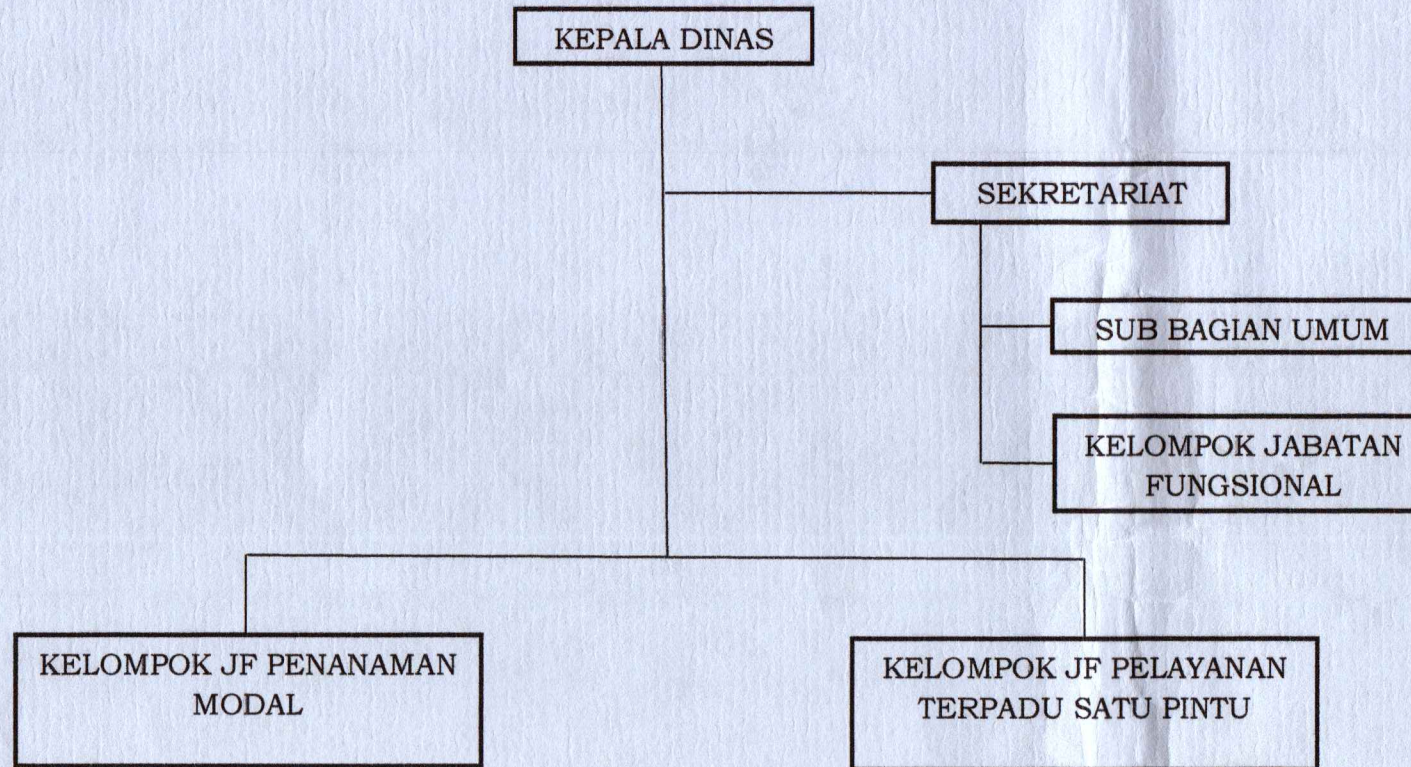 KEPALA DINAS
SEKRETARIAT
SUB BAGIAN UMUM
KELOMPOK JABATAN
FUNGSIONAL
KELOMPOK JF PENANAMAN
MODAL
KELOMPOK JF PELAYANAN
TERPADU SATU PINTU